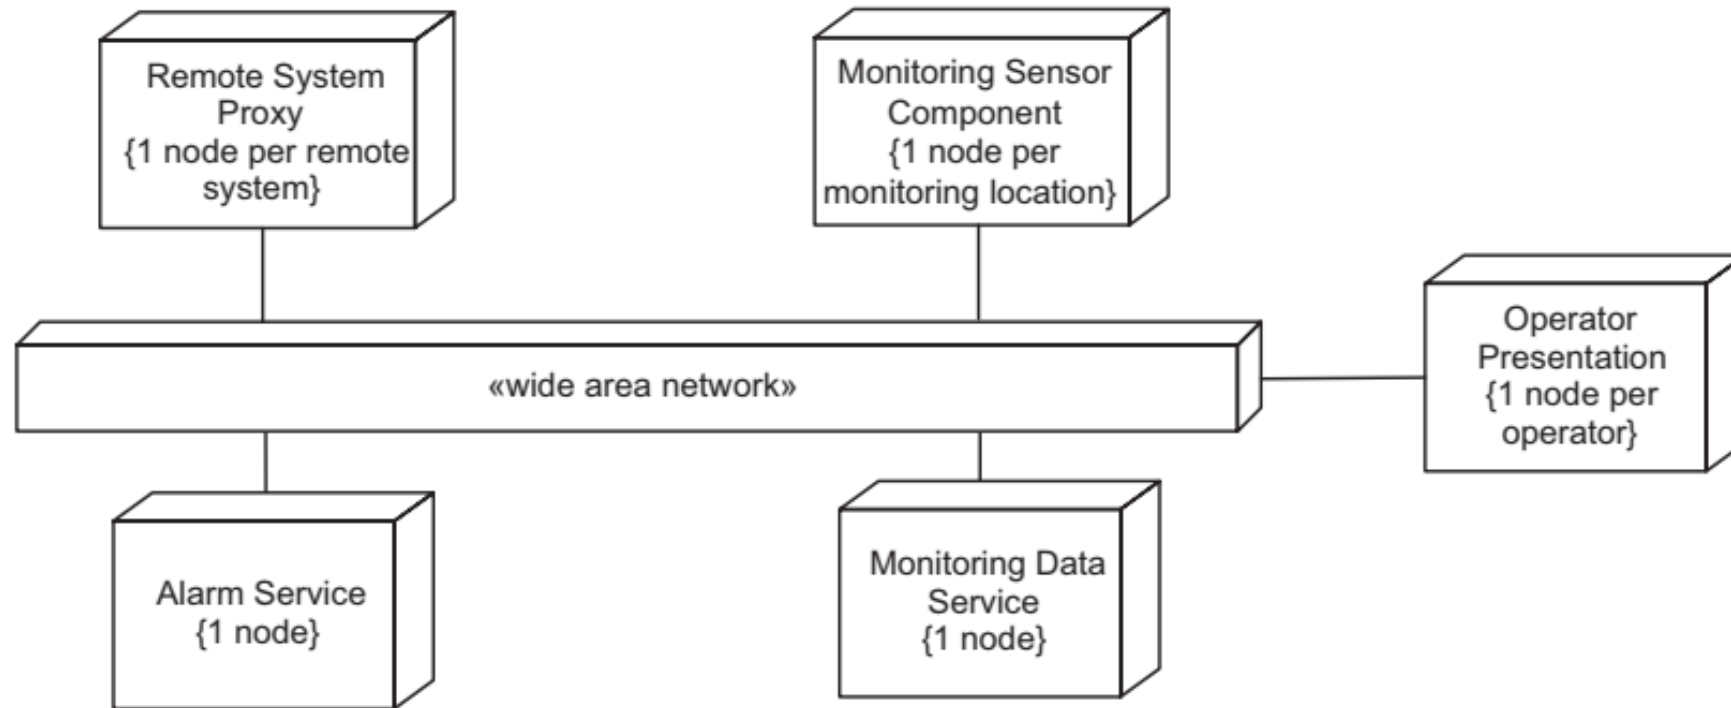 Remote System
Proxy
{1 node per remote
system}
Monitoring Sensor
Component
{1 node per
monitoring location}
«wide area network»
Operator
Presentation
{1 node per
operator}
Alarm Service
{1 node}
Monitoring Data
Service
{1 node}